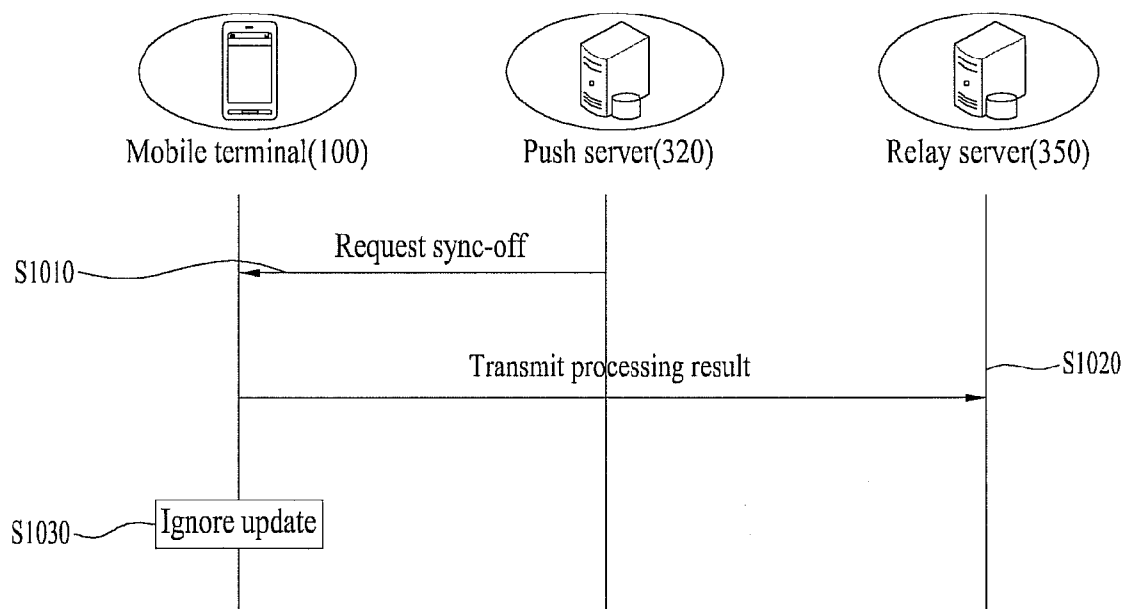 Mobile terminal(100)
Push server(320)
Relay server(350)
Request sync-off
S1010
Transmit processing result
S1020
Ignore update
S1030